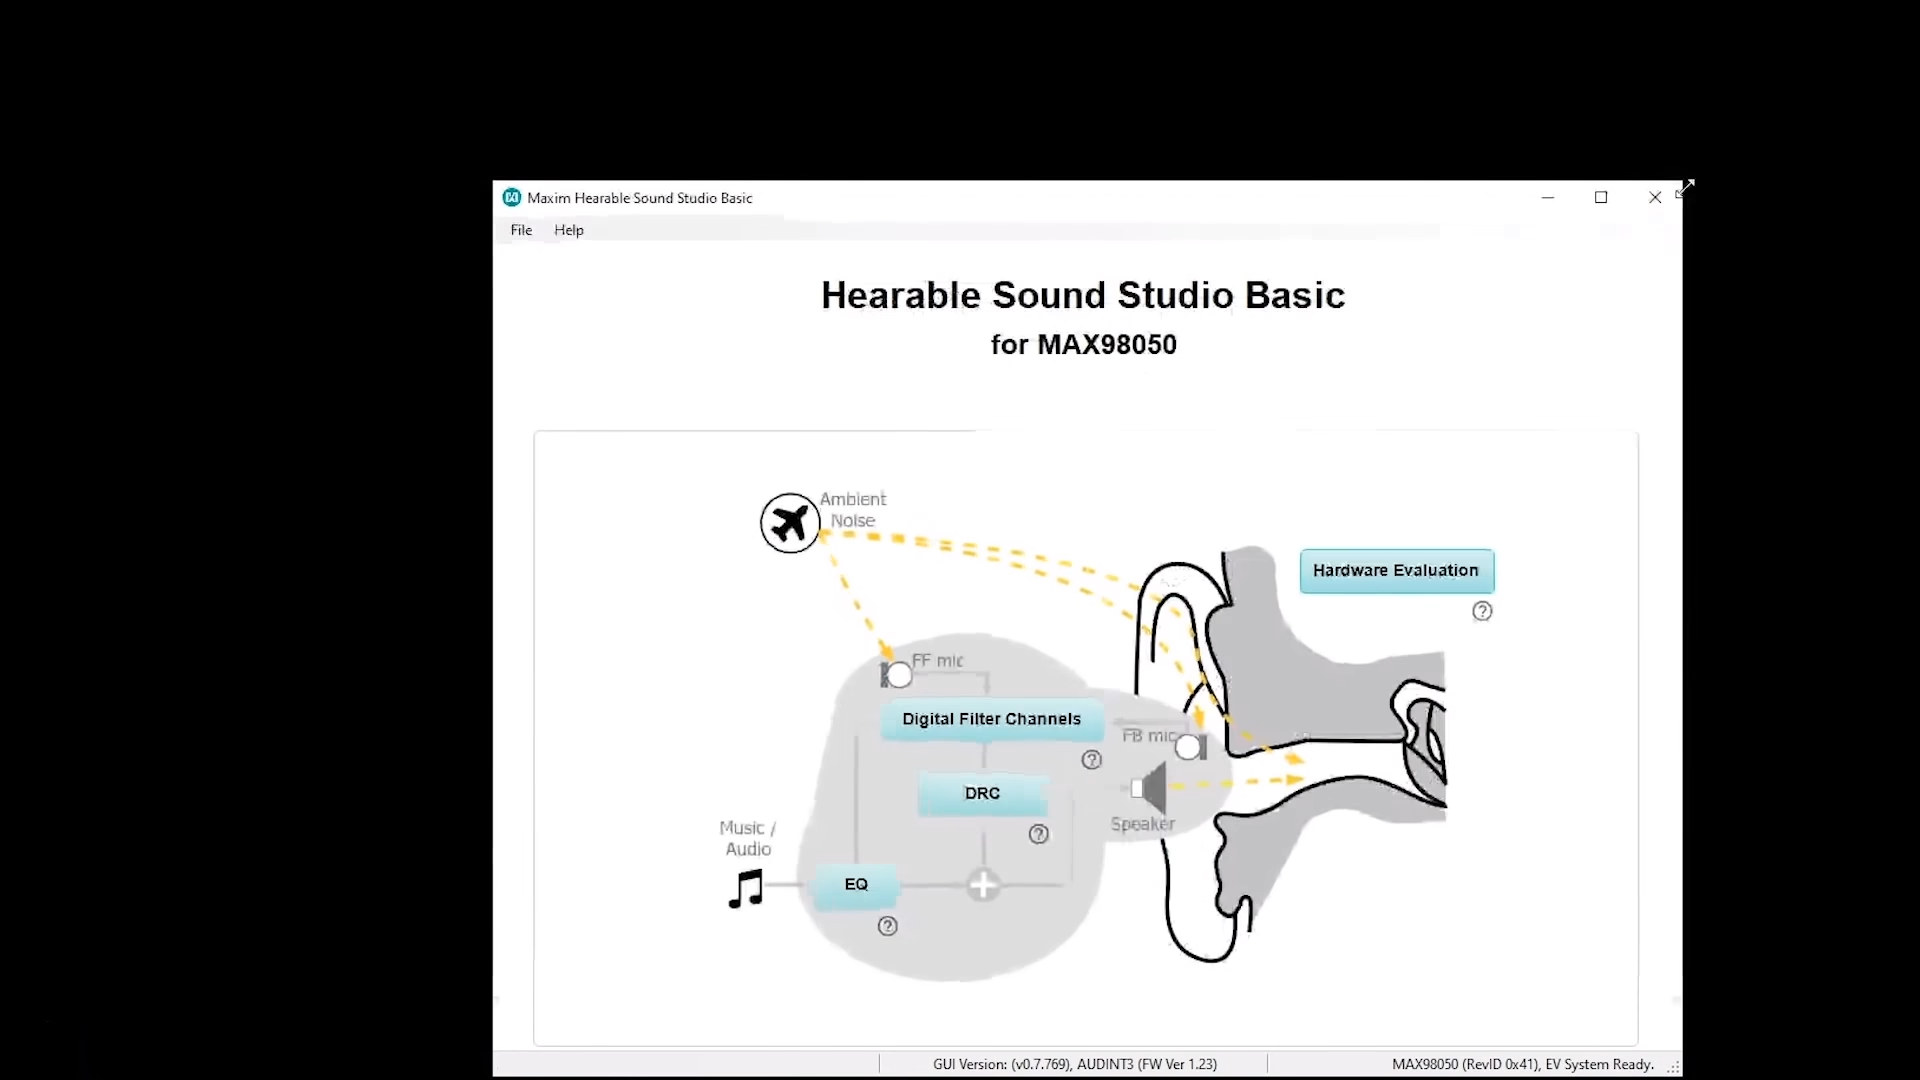 Maxim Hearable Sound Studio Basic
File Help
Hearable Sound Studio Basic
for MAX98050
Ambient
Noise
Hardware Evaluation
?
FF mic
Digital Filter Channels
FB mic
?
DRC
Speaker
?
Music /
Audio
EQ
?
GUI Version: (v0.7.769), AUDINT3 (FW Ver 1.23)
MAX98050 (RevID 0x41), EV System Ready.